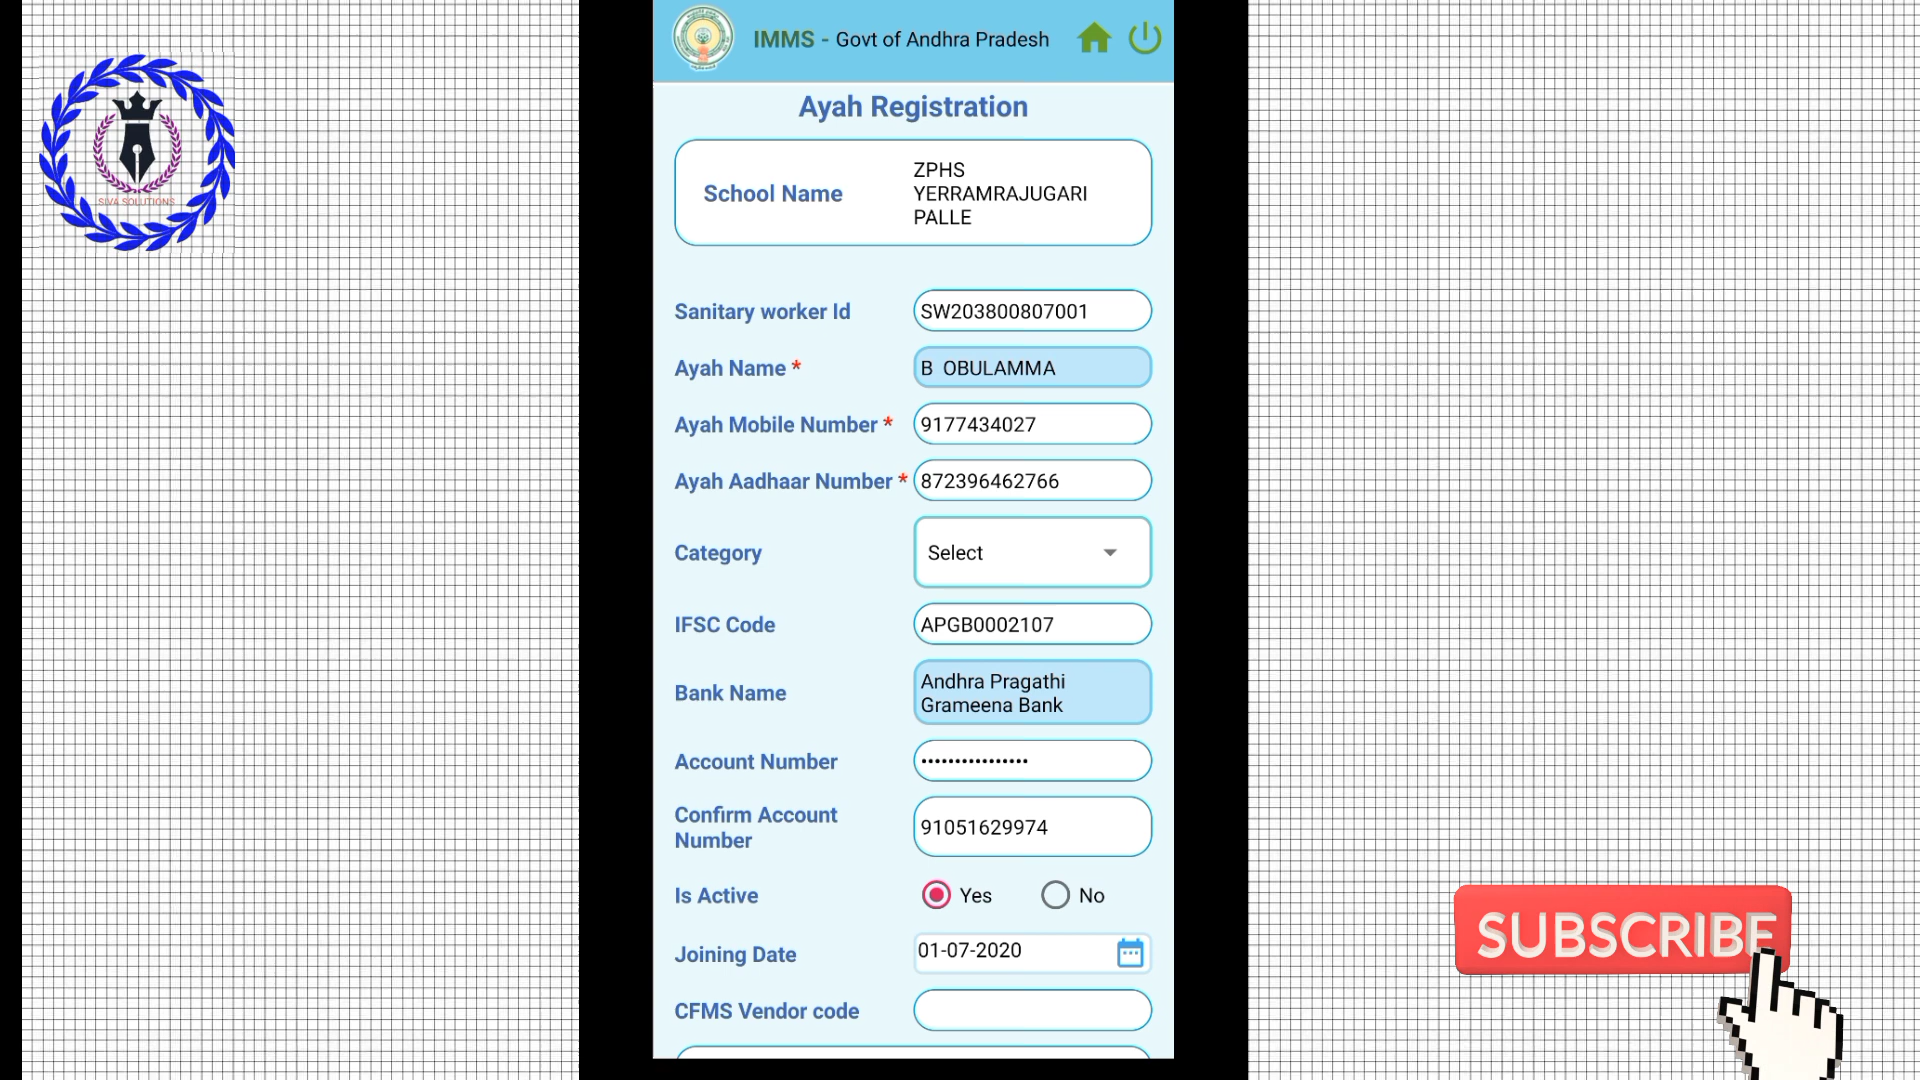 SIVA SOLUTIONS
IMMS - Govt of Andhra Pradesh
Ayah Registration
School Name
ZPHS
YERRAMRAJUGARI
PALLE
Sanitary worker Id SW203800807001
Ayah Name * B OBULAMMA
Ayah Mobile Number * 9177434027
Ayah Aadhaar Number * 872396462766
Category Select
IFSC Code APGB0002107
Bank Name
Andhra Pragathi
Grameena Bank
Account Number ••••••••••••••••
Confirm Account
Number
91051629974
Is Active Yes No
Joining Date 01-07-2020
CFMS Vendor code
SUBSCRIBE